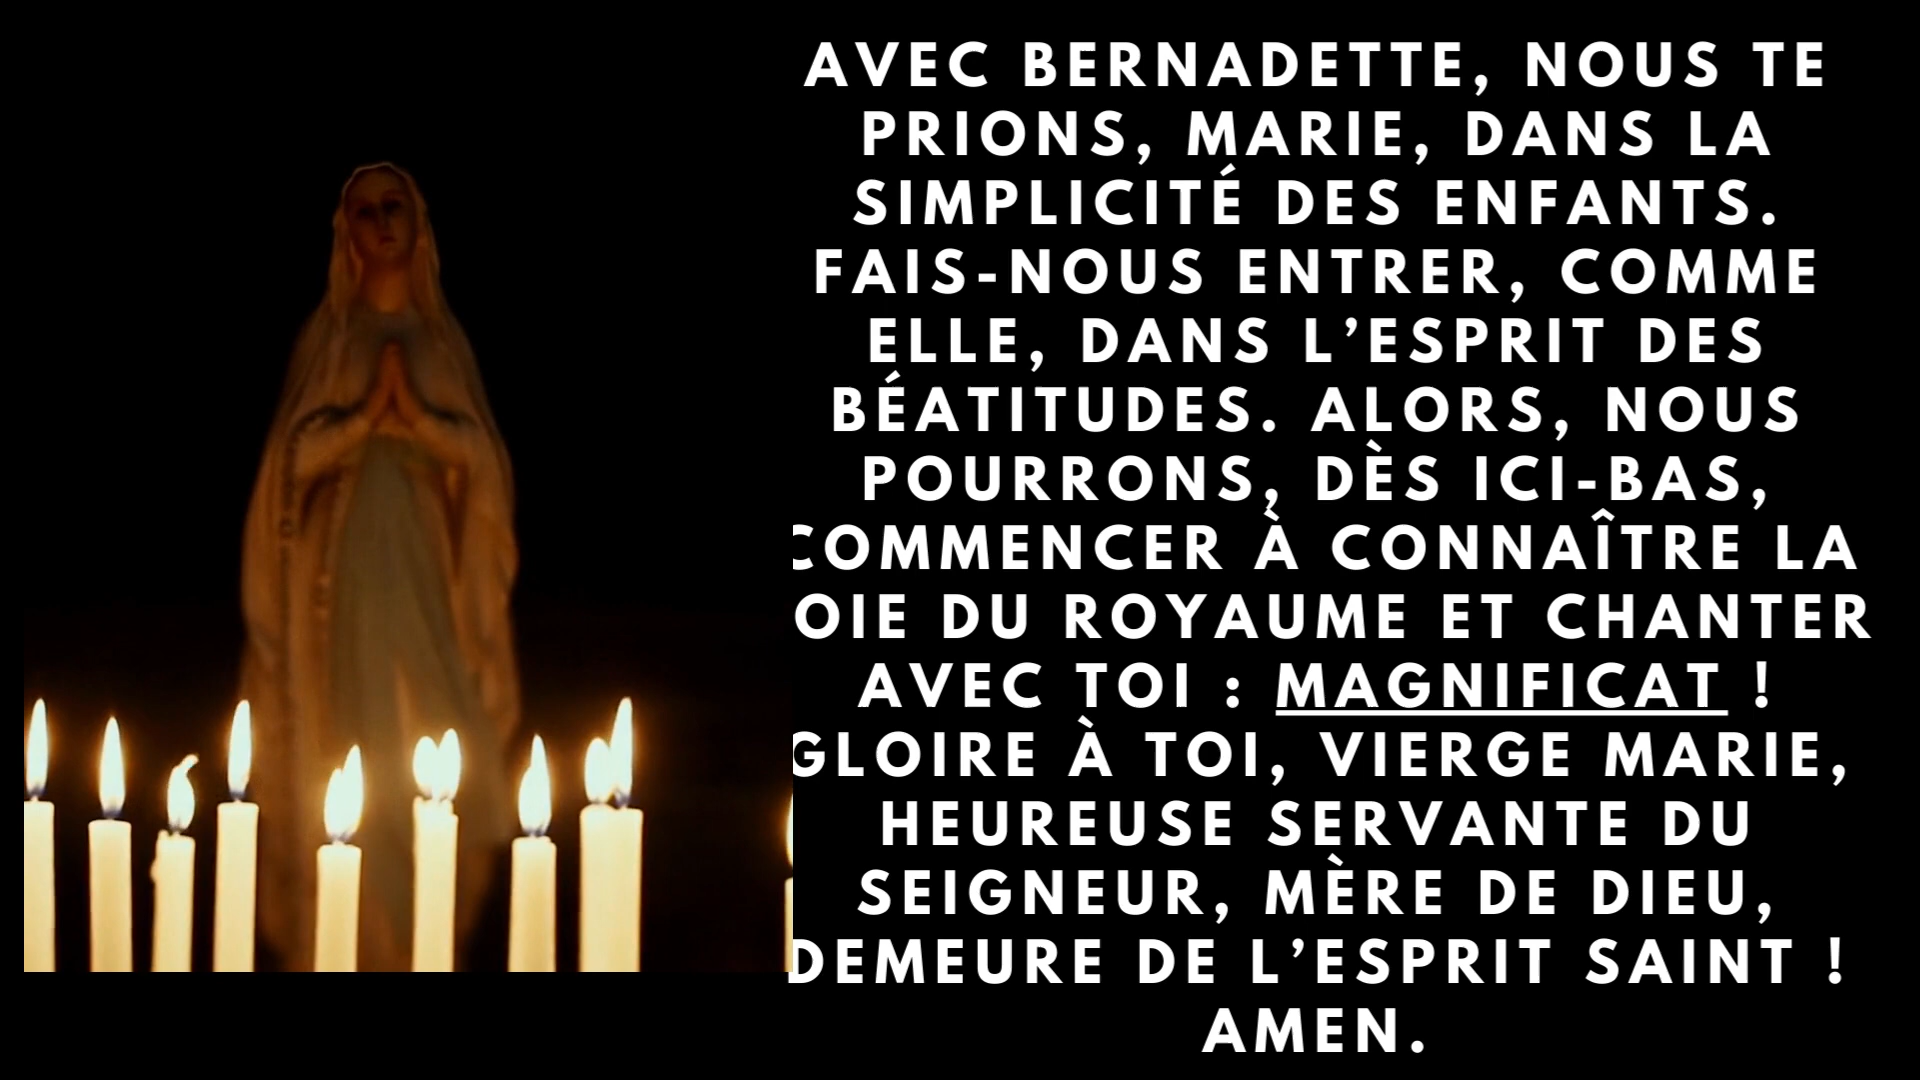 AVEC BERNADETTE, NOUS TE
PRIONS, MARIE, DANS LA
SIMPLICITÉ DES ENFANTS.
FAIS-NOUS ENTRER, COMME
ELLE, DANS L’ESPRIT DES
BÉATITUDES. ALORS, NOUS
POURRONS, DÈS ICI-BAS,
COMMENCER À CONNAÎTRE LA
OIE DU ROYAUME ET CHANTER
AVEC TOI : MAGNIFICAT !
GLOIRE À TOI, VIERGE MARIE,
HEUREUSE SERVANTE DU
SEIGNEUR, MÈRE DE DIEU,
DEMEURE DE L’ESPRIT SAINT !
AMEN.